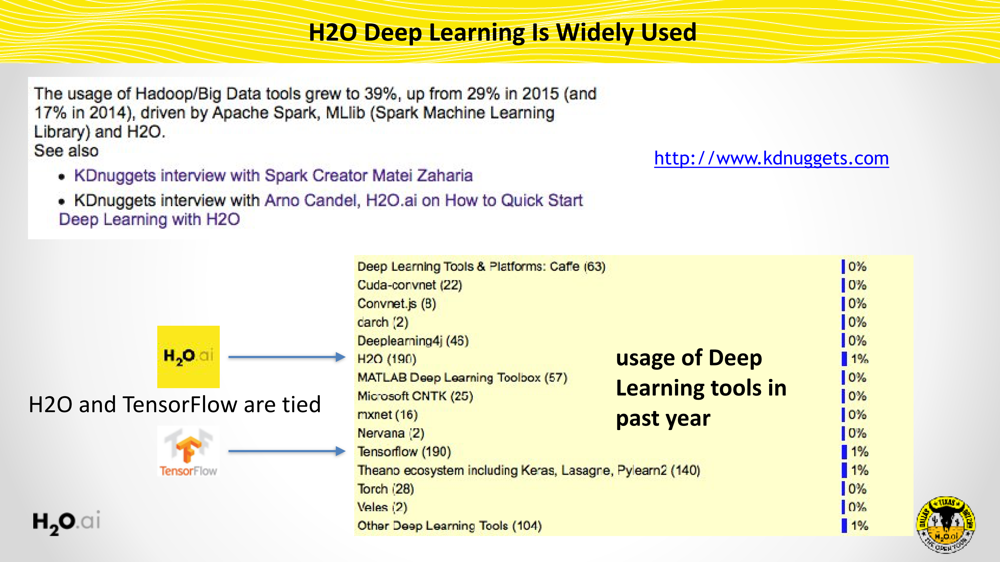 H2O Deep Learning Is Widely Used
The usage of Hadoop/Big Data tools grew to 39%, up from 29% in 2015 (and
17% in 2014), driven by Apache Spark, MLlib (Spark Machine Learning
Library) and H2O.
See also
• KDnuggets interview with Spark Creator Matei Zaharia
• KDnuggets interview with Arno Candel, H2O.ai on How to Quick Start
Deep Learning with H2O
http://www.kdnuggets.com
H2O.ai
H2O and TensorFlow are tied
TensorFlow
Deep Learning Tools & Platforms: Caffe (63) 0%
Cuda-convnet (22) 0%
Convnet.js (8) 0%
darch (2) 0%
Deeplearning4j (46) 0%
H2O (190) 1%
MATLAB Deep Learning Toolbox (57) 0%
Microsoft CNTK (25) 0%
mxnet (16) 0%
Nervana (2) 0%
Tensorflow (190) 1%
Theano ecosystem including Keras, Lasagne, Pylearn2 (140) 1%
Torch (28) 0%
Veles (2) 0%
Other Deep Learning Tools (104) 1%
usage of Deep
Learning tools in
past year
H2O.ai
TEXAS
DALLAS
H2O.ai
THE OPEN TOUR